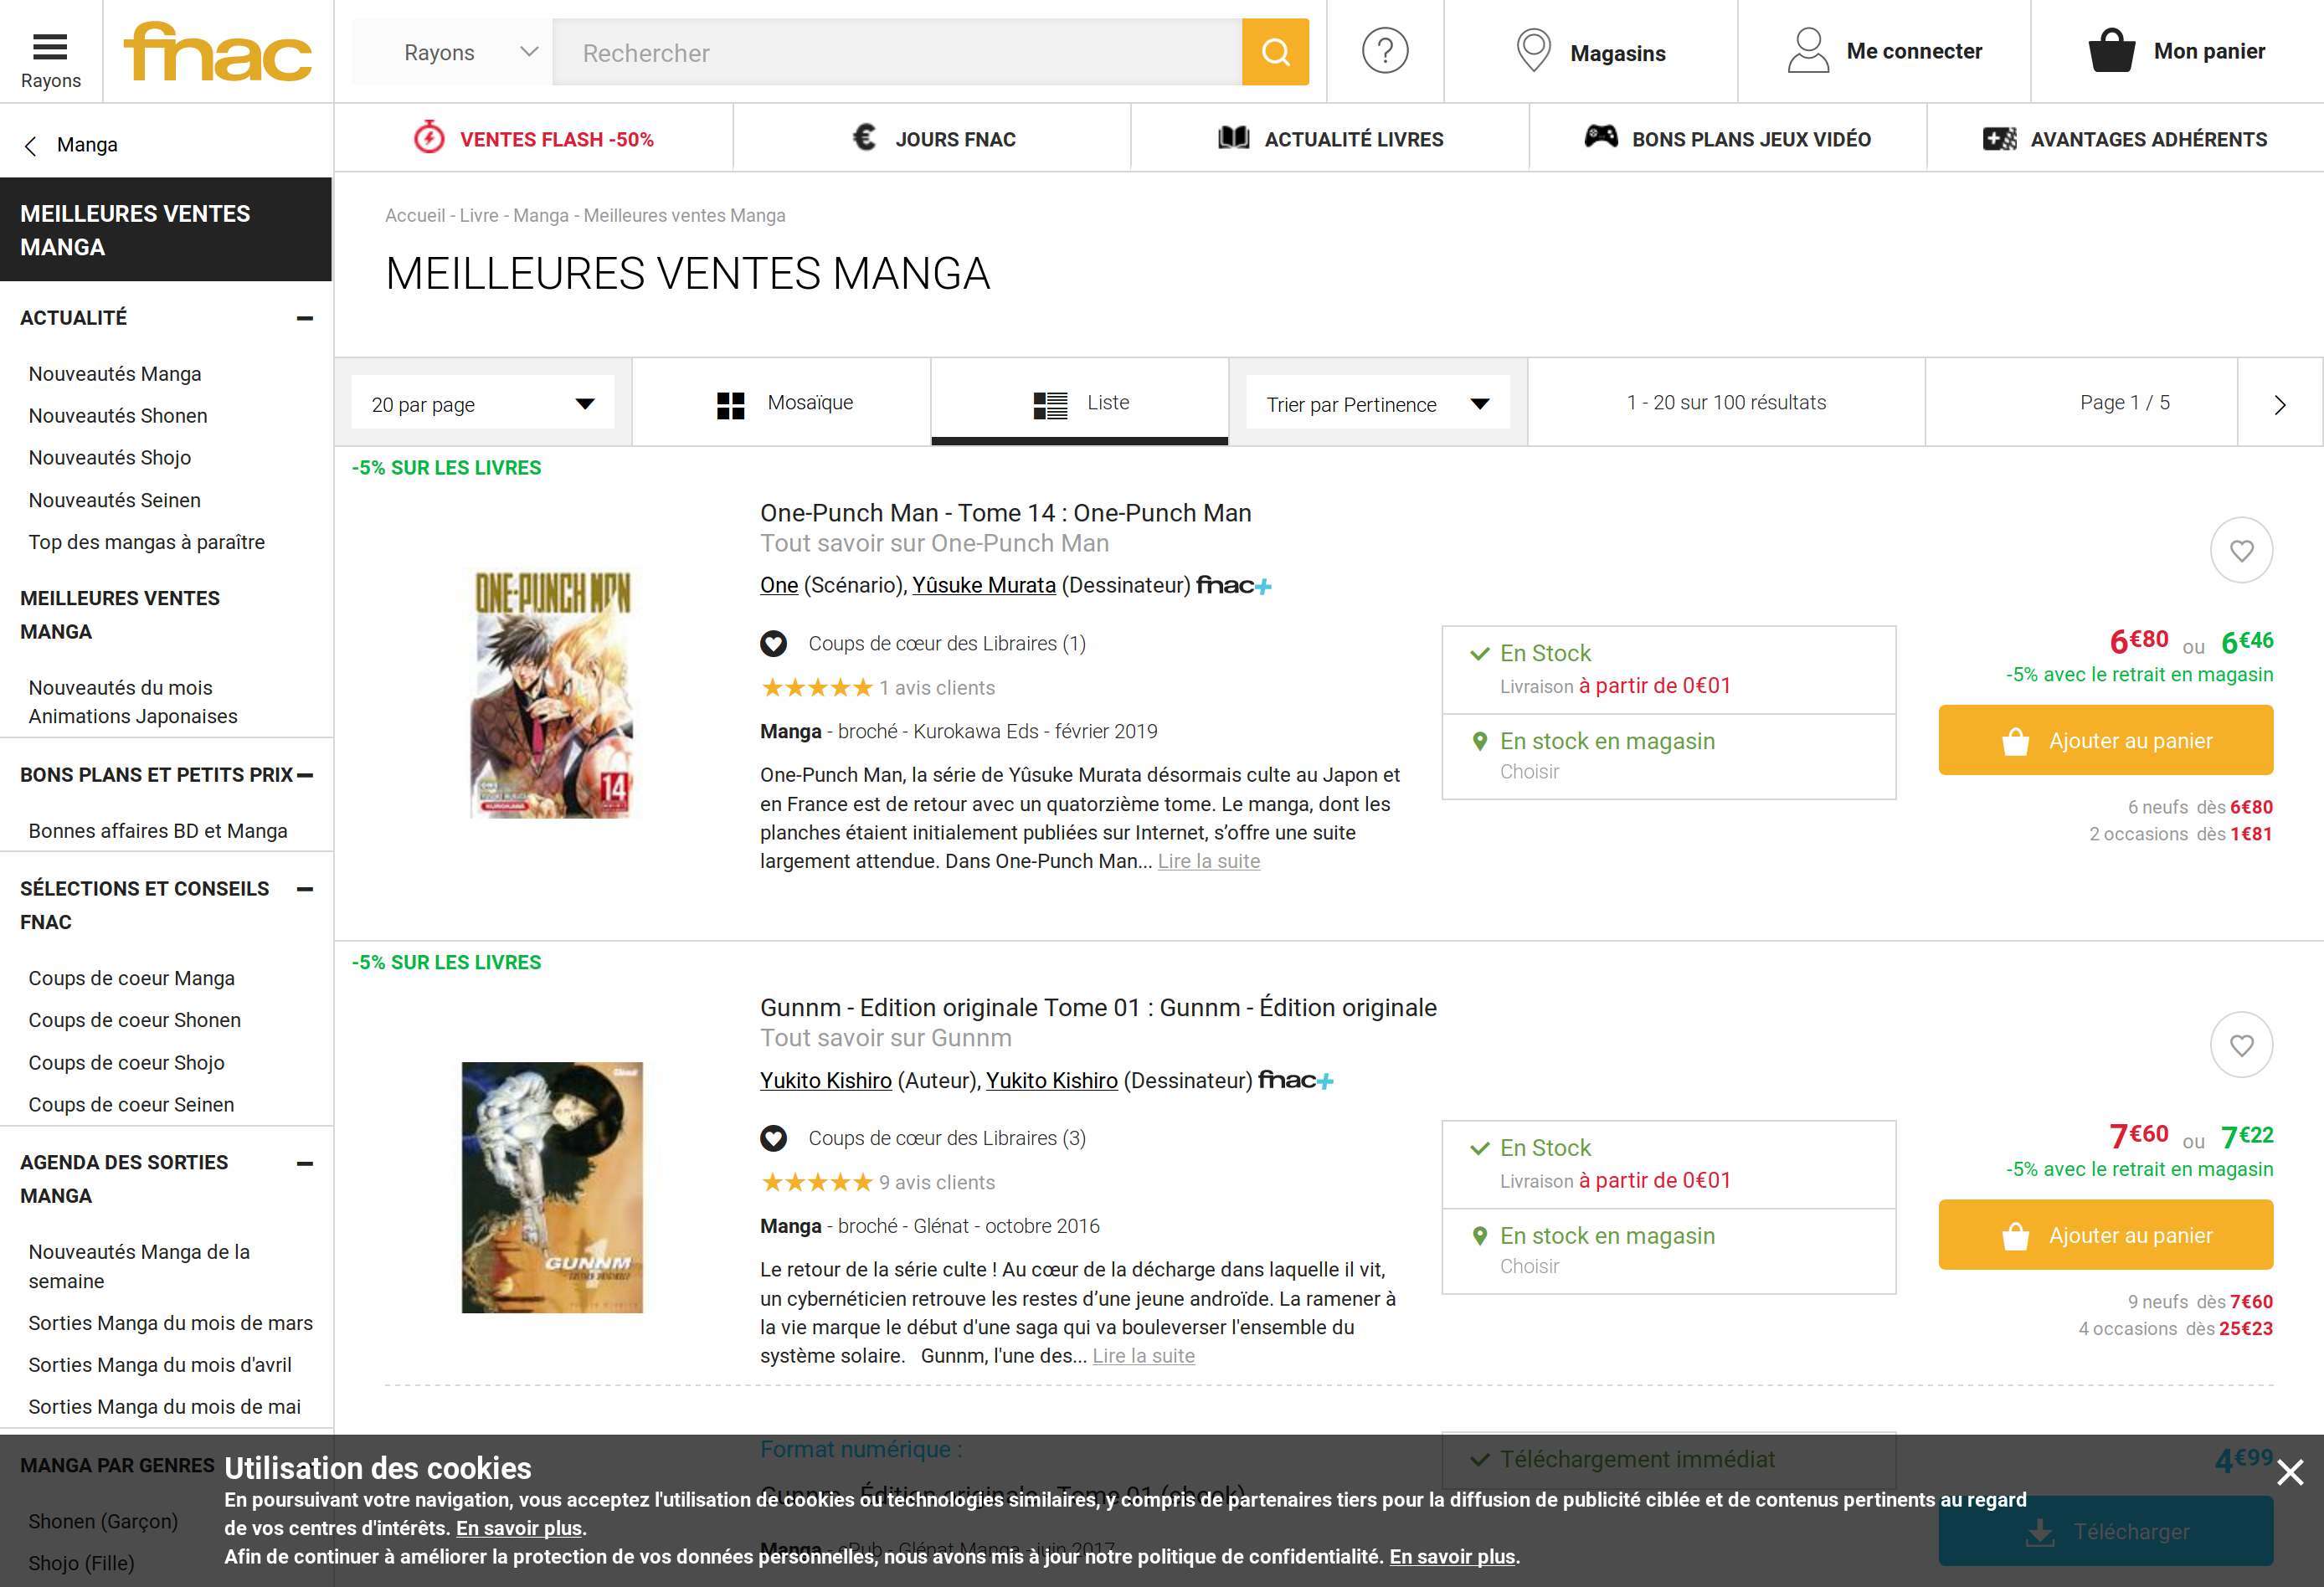 Rayons
fnac
Rayons
Rechercher
?
Magasins
Me connecter
Mon panier
VENTES FLASH -50%
JOURS FNAC
ACTUALITÉ LIVRES
BONS PLANS JEUX VIDÉO
AVANTAGES ADHÉRENTS
Manga
MEILLEURES VENTES
MANGA
ACTUALITÉ
Nouveautés Manga
Nouveautés Shonen
Nouveautés Shojo
Nouveautés Seinen
Top des mangas à paraître
MEILLEURES VENTES
MANGA
Nouveautés du mois
Animations Japonaises
BONS PLANS ET PETITS PRIX
Bonnes affaires BD et Manga
SÉLECTIONS ET CONSEILS
FNAC
Coups de coeur Manga
Coups de coeur Shonen
Coups de coeur Shojo
Coups de coeur Seinen
AGENDA DES SORTIES
MANGA
Nouveautés Manga de la
semaine
Sorties Manga du mois de mars
Sorties Manga du mois d'avril
Sorties Manga du mois de mai
MANGA PAR GENRES
Shonen (Garçon)
Shojo (Fille)
Accueil - Livre - Manga - Meilleures ventes Manga
MEILLEURES VENTES MANGA
20 par page
Mosaïque
Liste
Trier par Pertinence
1 - 20 sur 100 résultats
Page 1 / 5
-5% SUR LES LIVRES
ONE-PUNCH MAN
14
One-Punch Man - Tome 14 : One-Punch Man
Tout savoir sur One-Punch Man
One (Scénario), Yûsuke Murata (Dessinateur) fnac+
Coups de cœur des Libraires (1)
1 avis clients
Manga - broché - Kurokawa Eds - février 2019
One-Punch Man, la série de Yûsuke Murata désormais culte au Japon et
en France est de retour avec un quatorzième tome. Le manga, dont les
planches étaient initialement publiées sur Internet, s’offre une suite
largement attendue. Dans One-Punch Man... Lire la suite
En Stock
Livraison à partir de 0€01
En stock en magasin
Choisir
6€80 ou 6€46
-5% avec le retrait en magasin
Ajouter au panier
6 neufs dès 6€80
2 occasions dès 1€81
-5% SUR LES LIVRES
Glénat
GUNNM
1
EDITION ORIGINALE
Gunnm - Edition originale Tome 01 : Gunnm - Édition originale
Tout savoir sur Gunnm
Yukito Kishiro (Auteur), Yukito Kishiro (Dessinateur) fnac+
Coups de cœur des Libraires (3)
9 avis clients
Manga - broché - Glénat - octobre 2016
Le retour de la série culte ! Au cœur de la décharge dans laquelle il vit,
un cybernéticien retrouve les restes d’une jeune androïde. La ramener à
la vie marque le début d'une saga qui va bouleverser l'ensemble du
système solaire. Gunnm, l'une des... Lire la suite
En Stock
Livraison à partir de 0€01
En stock en magasin
Choisir
7€60 ou 7€22
-5% avec le retrait en magasin
Ajouter au panier
9 neufs dès 7€60
4 occasions dès 25€23
Format numérique :
Gunnm - Édition originale - Tome 01 (ebook)
Manga - ePub - Glénat Manga - juin 2017
Téléchargement immédiat
4€99
Télécharger
Utilisation des cookies
En poursuivant votre navigation, vous acceptez l'utilisation de cookies ou technologies similaires, y compris de partenaires tiers pour la diffusion de publicité ciblée et de contenus pertinents au regard
de vos centres d'intérêts. En savoir plus.
Afin de continuer à améliorer la protection de vos données personnelles, nous avons mis à jour notre politique de confidentialité. En savoir plus.